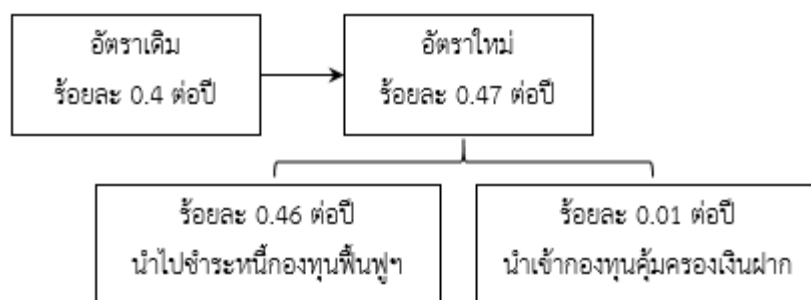 อัตราเดิม
ร้อยละ 0.4 ต่อปี
อัตราใหม่
ร้อยละ 0.47 ต่อปี
ร้อยละ 0.46 ต่อปี
นำไปชำระหนี้กองทุนฟื้นฟูฯ
ร้อยละ 0.01 ต่อปี
นำเข้ากองทุนคุ้มครองเงินฝาก